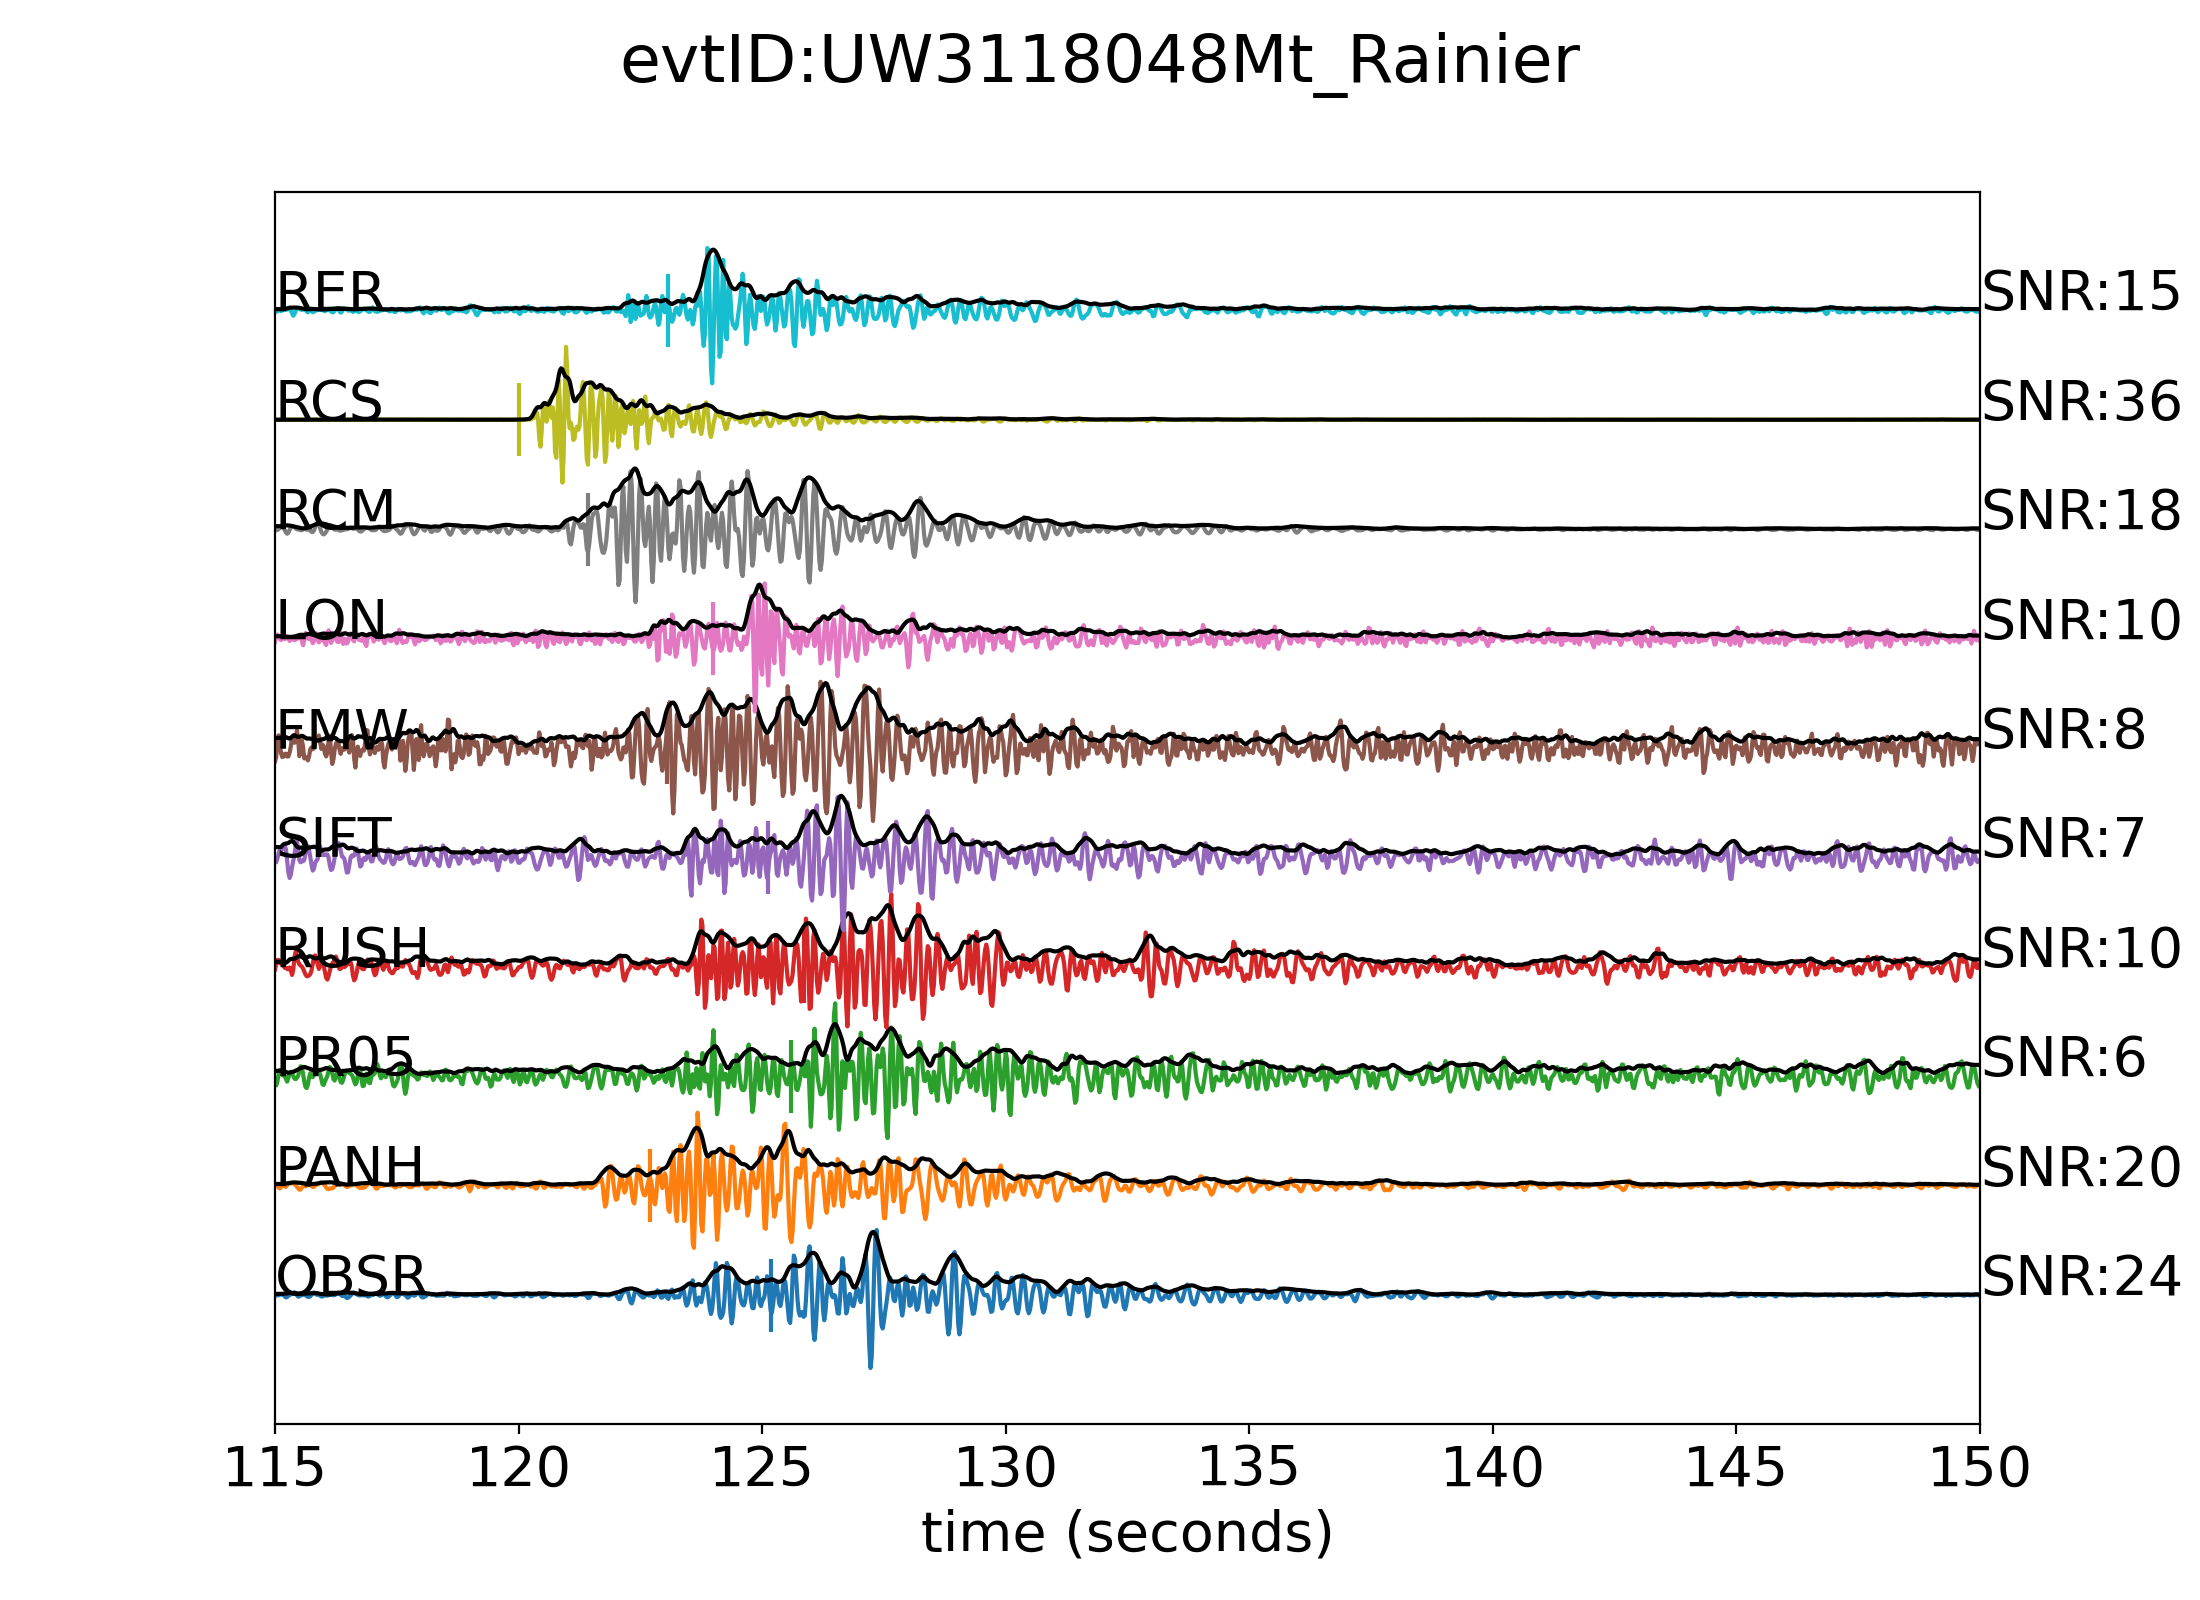 evtID:UW3118048Mt_Rainier
RER SNR:15
RCS SNR:36
RCM SNR:18
LON SNR:10
FMW SNR:8
SIFT SNR:7
RUSH SNR:10
PR05 SNR:6
PANH SNR:20
OBSR SNR:24
115 120 125 130 135 140 145 150
time (seconds)